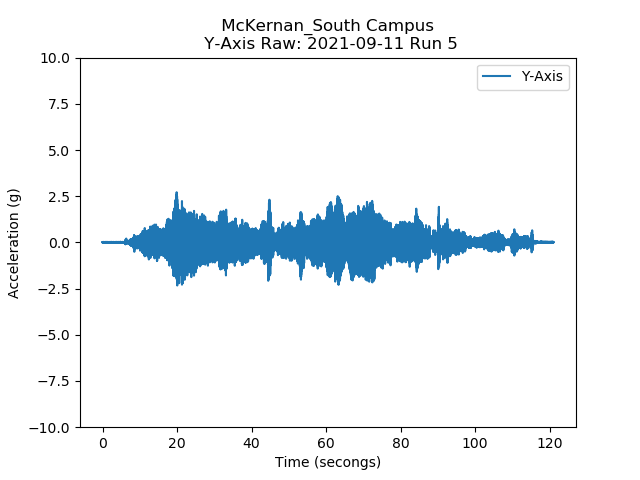 McKernan_South Campus
Y-Axis Raw: 2021-09-11 Run 5
Y-Axis
10.0
7.5
5.0
2.5
0.0
−2.5
−5.0
−7.5
−10.0
Acceleration (g)
0 20 40 60 80 100 120
Time (seconds)